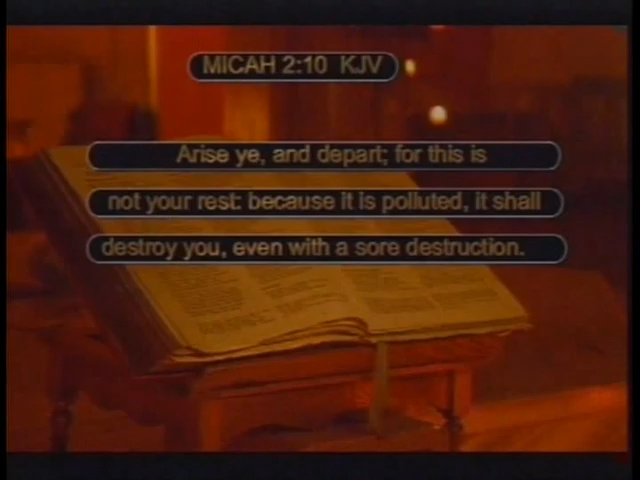 MICAH 2:10 KJV
Arise ye, and depart; for this is
not your rest: because it is polluted, it shall
destroy you, even with a sore destruction.